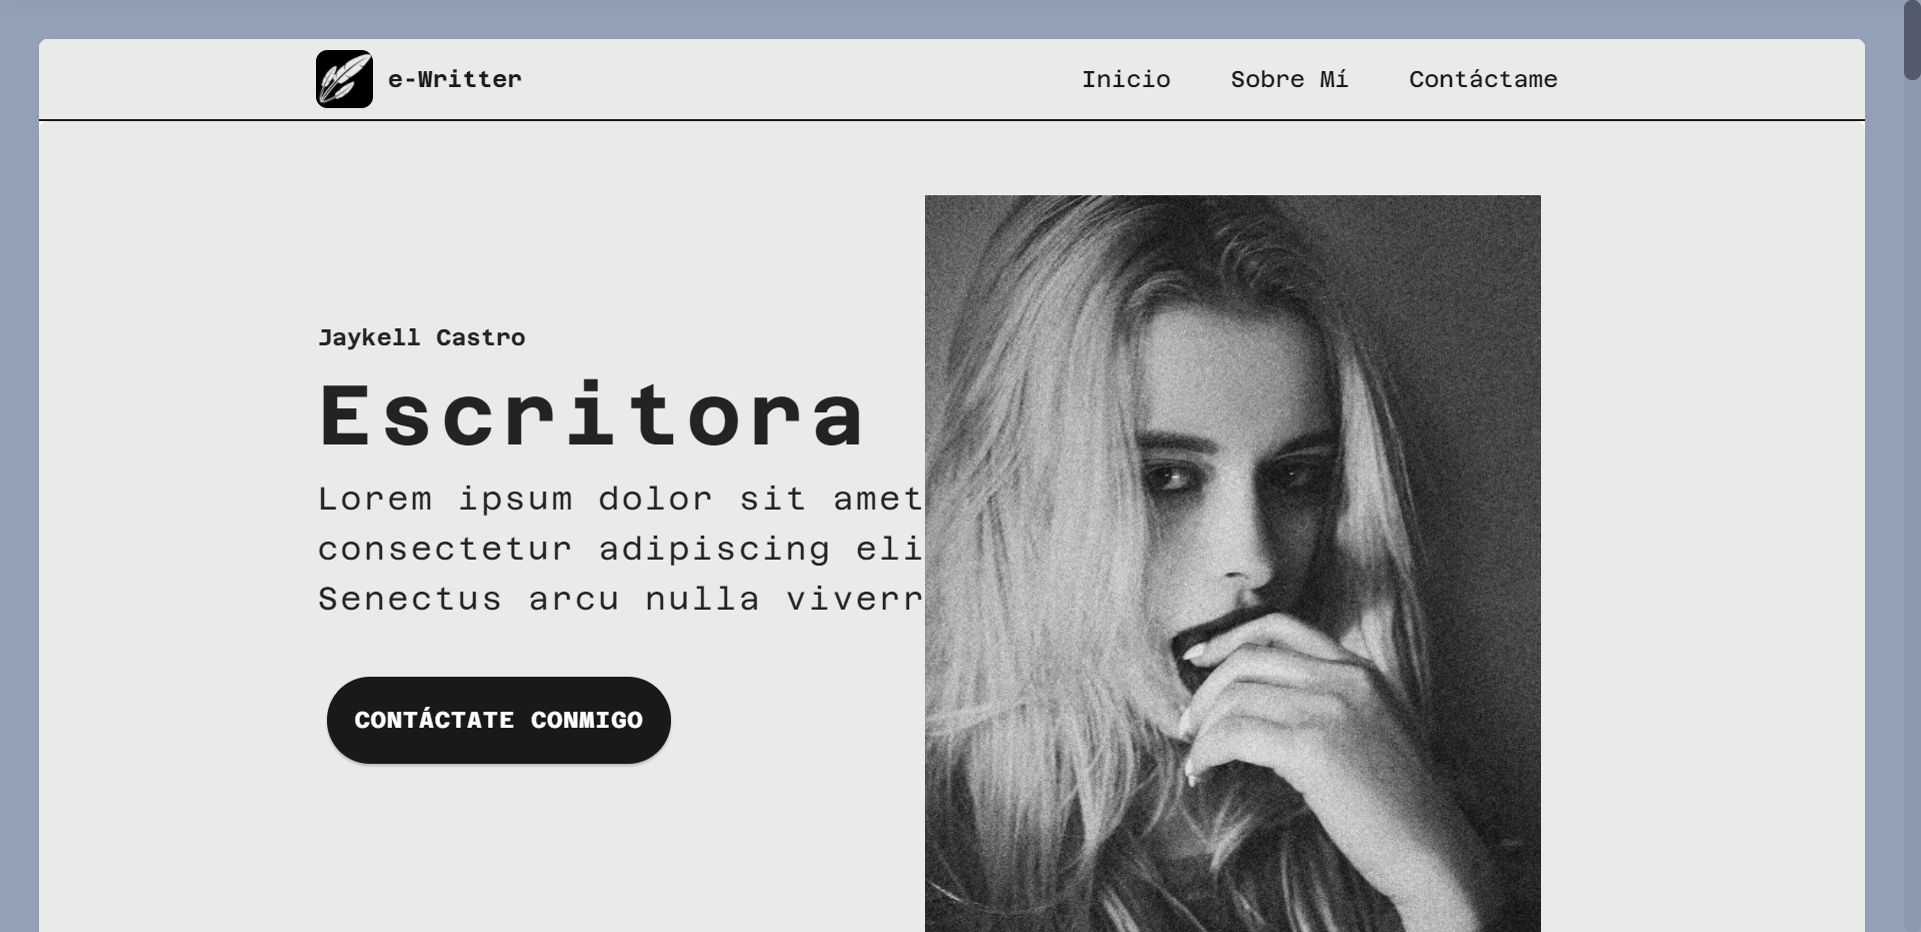 e-Writter
Inicio
Sobre Mí
Contáctame
Jaykell Castro
Escritora
Lorem ipsum dolor sit amet
consectetur adipiscing eli
Senectus arcu nulla viverr
CONTÁCTATE CONMIGO